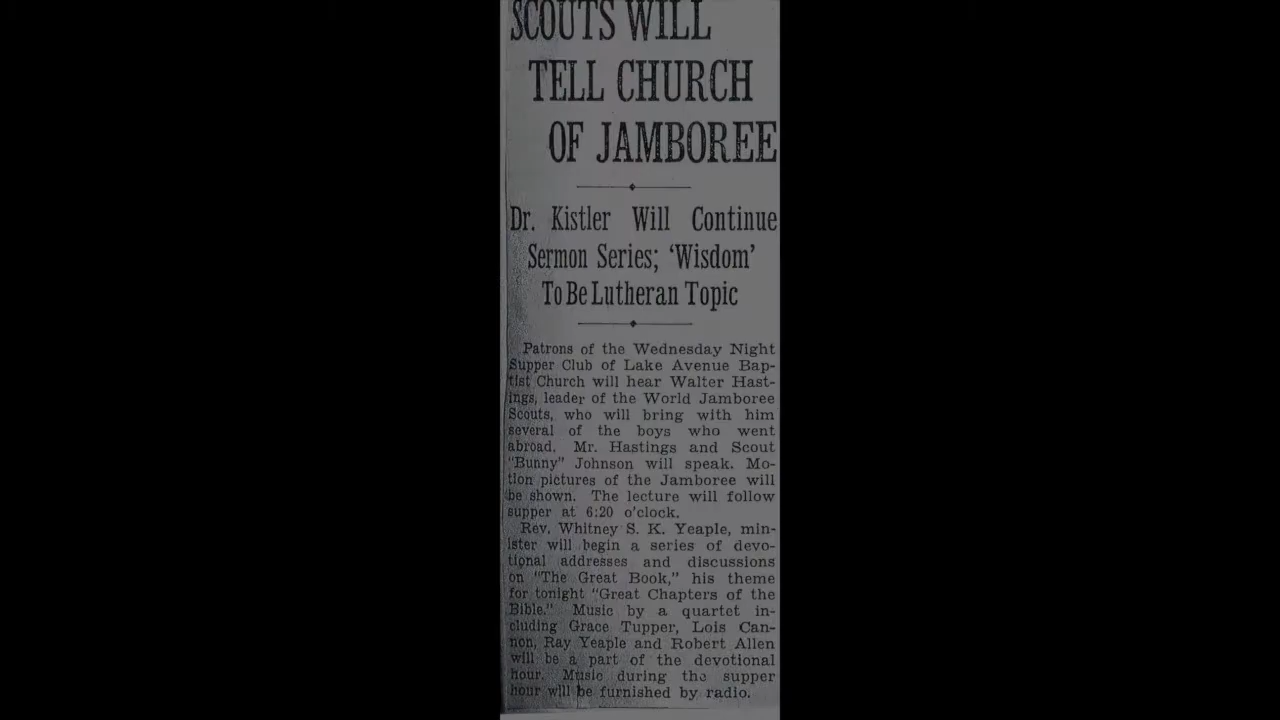 SCOUTS WILL
TELL CHURCH
OF JAMBOREE
Dr. Kistler Will Continue
Sermon Series; ‘Wisdom’
To Be Lutheran Topic
Patrons of the Wednesday Night
Supper Club of Lake Avenue Bap-
tist Church will hear Walter Hast-
ings, leader of the World Jamboree
Scouts, who will bring with him
several of the boys who went
abroad. Mr. Hastings and Scout
"Bunny" Johnson will speak. Mo-
tion pictures of the Jamboree will
be shown. The lecture will follow
supper at 6:20 o'clock.
Rev. Whitney S. K. Yeaple, min-
ister will begin a series of devo-
tional addresses and discussions
on "The Great Book," his theme
for tonight "Great Chapters of the
Bible." Music by a quartet in-
cluding Grace Tupper, Lois Can-
non, Ray Yeaple and Robert Allen
will be a part of the devotional
hour. Music during the supper
hour will be furnished by radio.